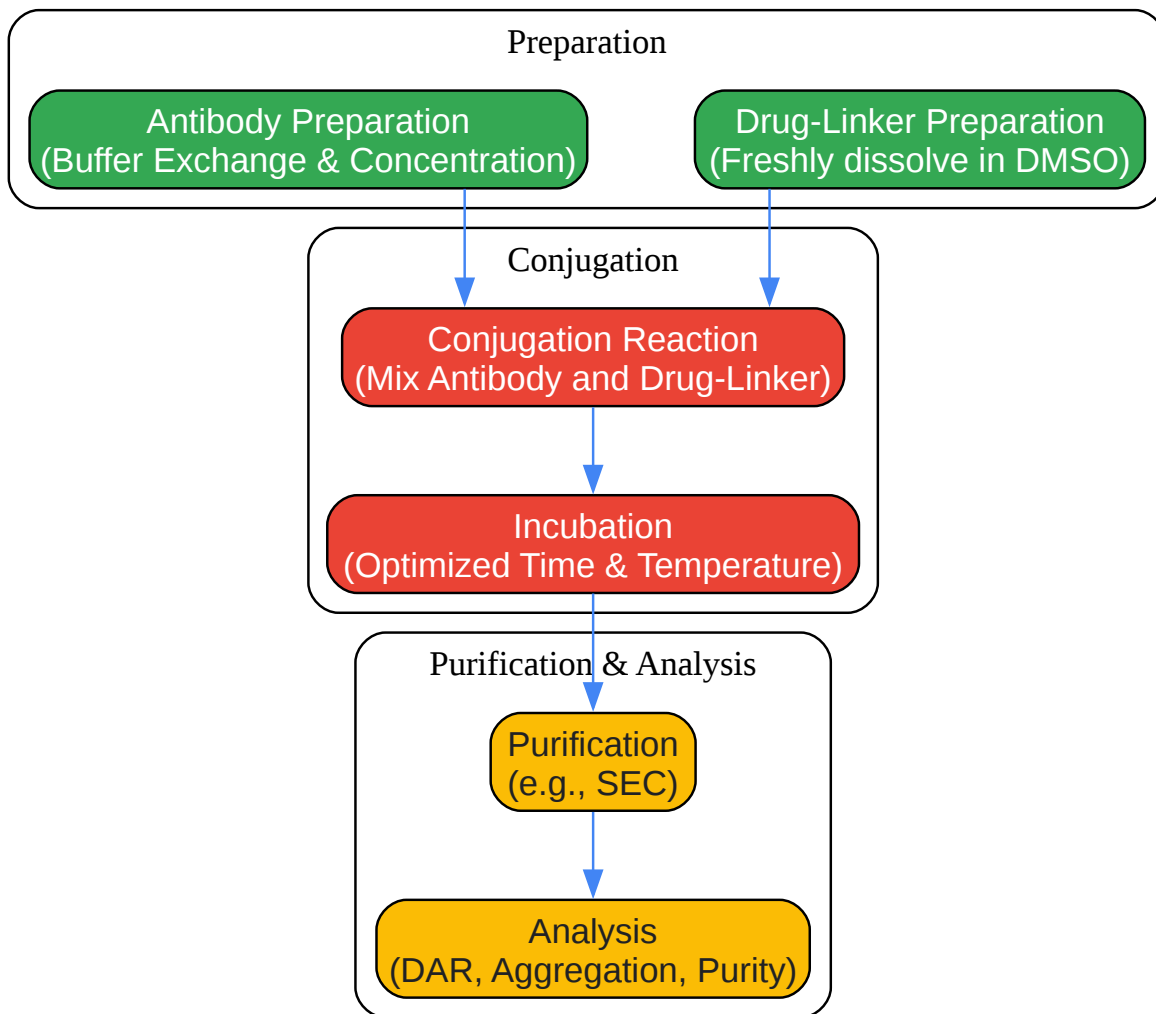 Preparation
Antibody Preparation
(Buffer Exchange & Concentration)
Drug-Linker Preparation
(Freshly dissolve in DMSO)
Conjugation
Conjugation Reaction
(Mix Antibody and Drug-Linker)
Incubation
(Optimized Time & Temperature)
Purification & Analysis
Purification
(e.g., SEC)
Analysis
(DAR, Aggregation, Purity)